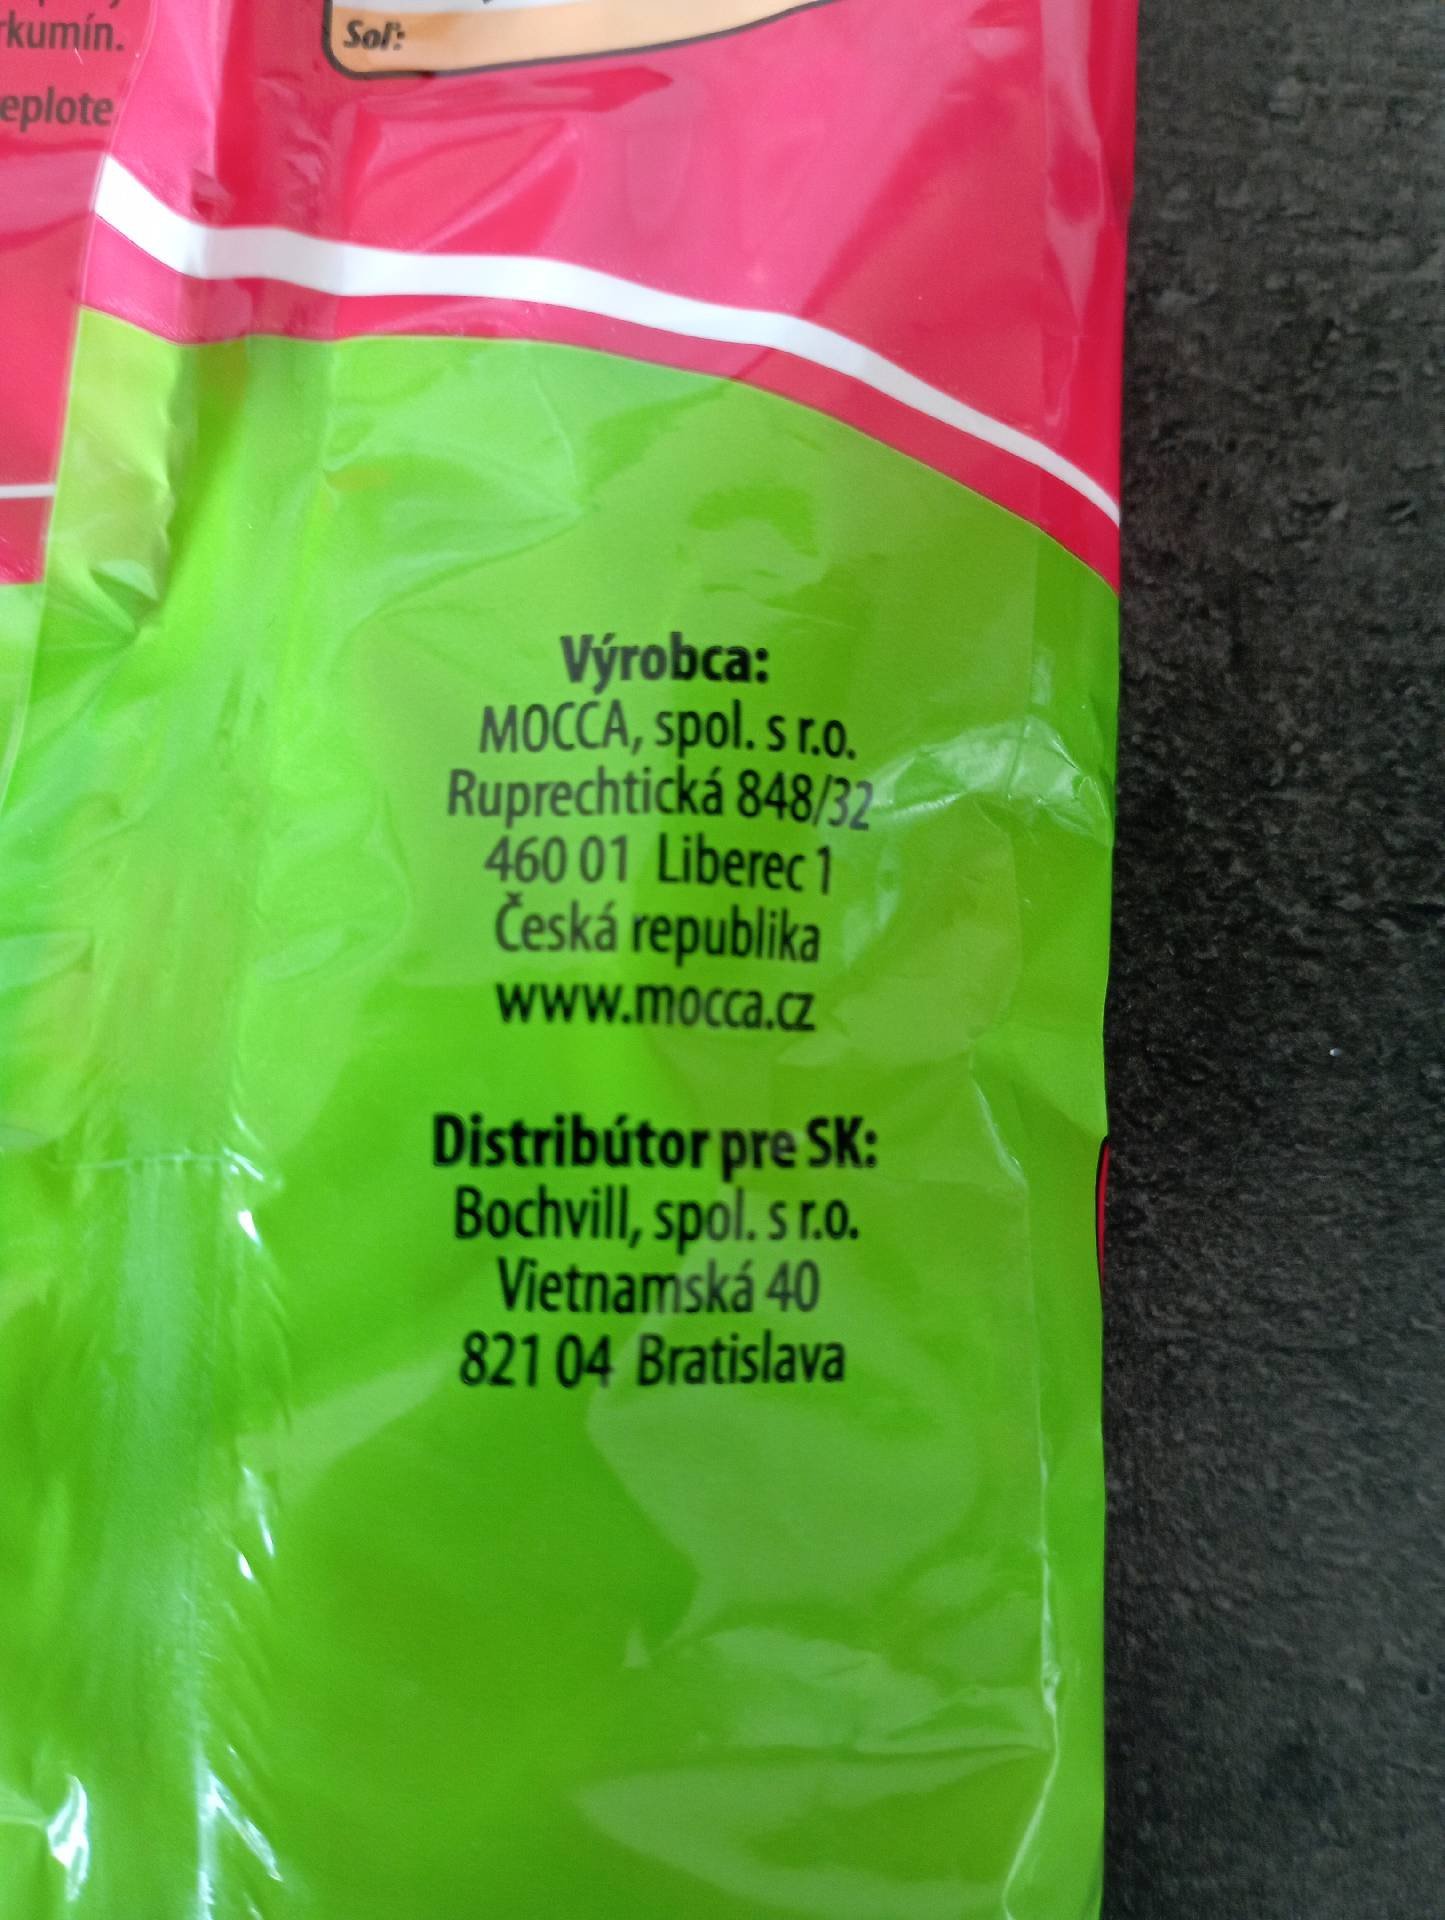 rkumín.
eplote
Soľ:
Výrobca:
MOCCA, spol. s r.o.
Ruprechtická 848/32
460 01 Liberec 1
Česká republika
www.mocca.cz
Distribútor pre SK:
Bochvill, spol. s r.o.
Vietnamská 40
821 04 Bratislava